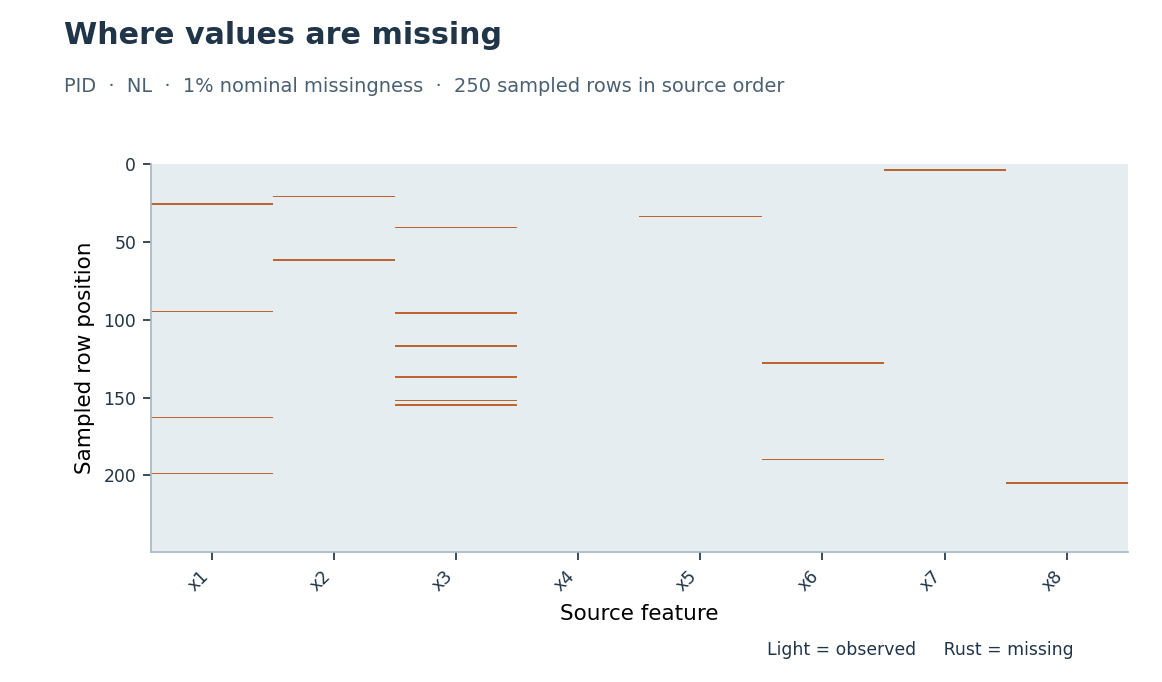 Where values are missing
PID · NL · 1% nominal missingness · 250 sampled rows in source order
Sampled row position
0
50
100
150
200
x1 x2 x3 x4 x5 x6 x7 x8
Source feature
Light = observed Rust = missing